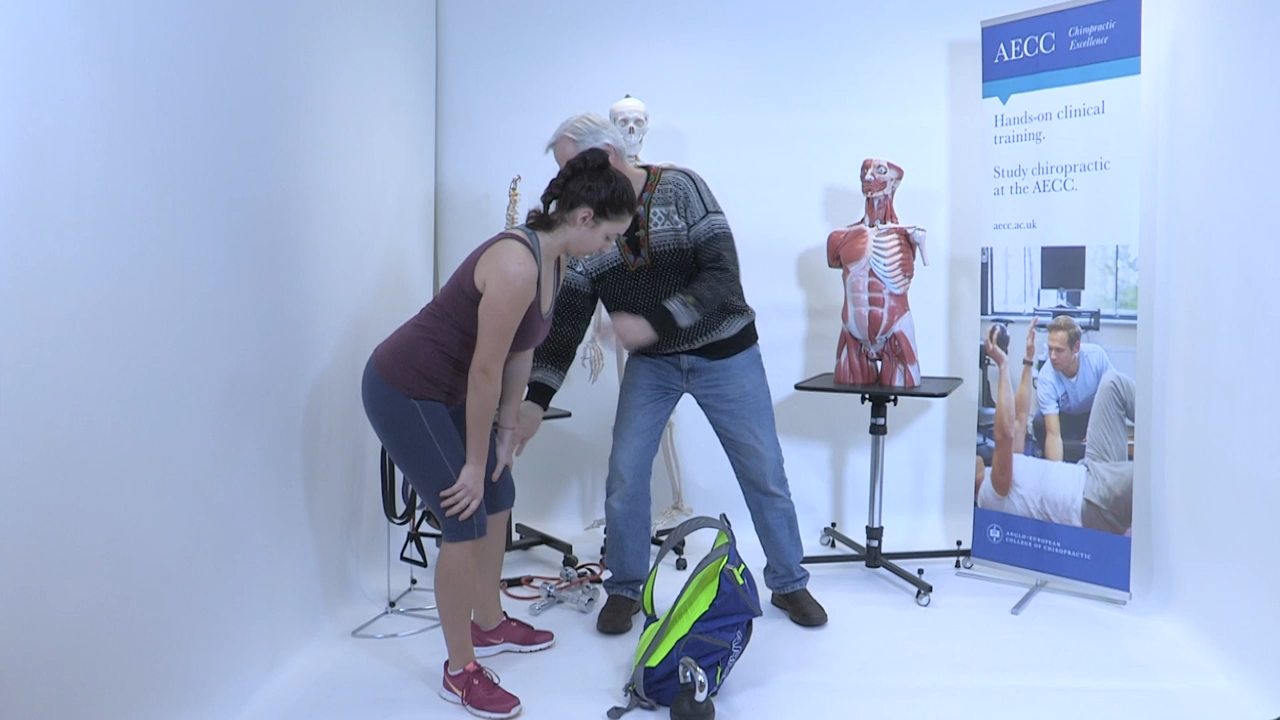 AECC
Chiropractic
Excellence
Hands-on clinical
training.
Study chiropractic
at the AECC.
aecc.ac.uk
ANGLO-EUROPEAN
COLLEGE OF CHIROPRACTIC